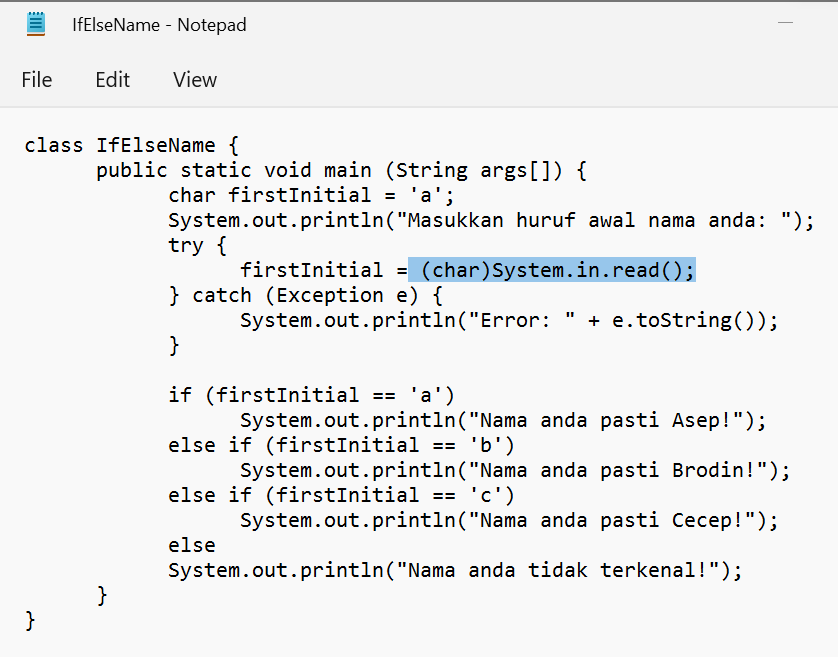 IfElseName - Notepad
File Edit View
class IfElseName {
public static void main (String args[]) {
char firstInitial = 'a';
System.out.println("Masukkan huruf awal nama anda: ");
try {
firstInitial = (char)System.in.read();
} catch (Exception e) {
System.out.println("Error: " + e.toString());
}
if (firstInitial == 'a')
System.out.println("Nama anda pasti Asep!");
else if (firstInitial == 'b')
System.out.println("Nama anda pasti Brodin!");
else if (firstInitial == 'c')
System.out.println("Nama anda pasti Cecep!");
else
System.out.println("Nama anda tidak terkenal!");
}
}